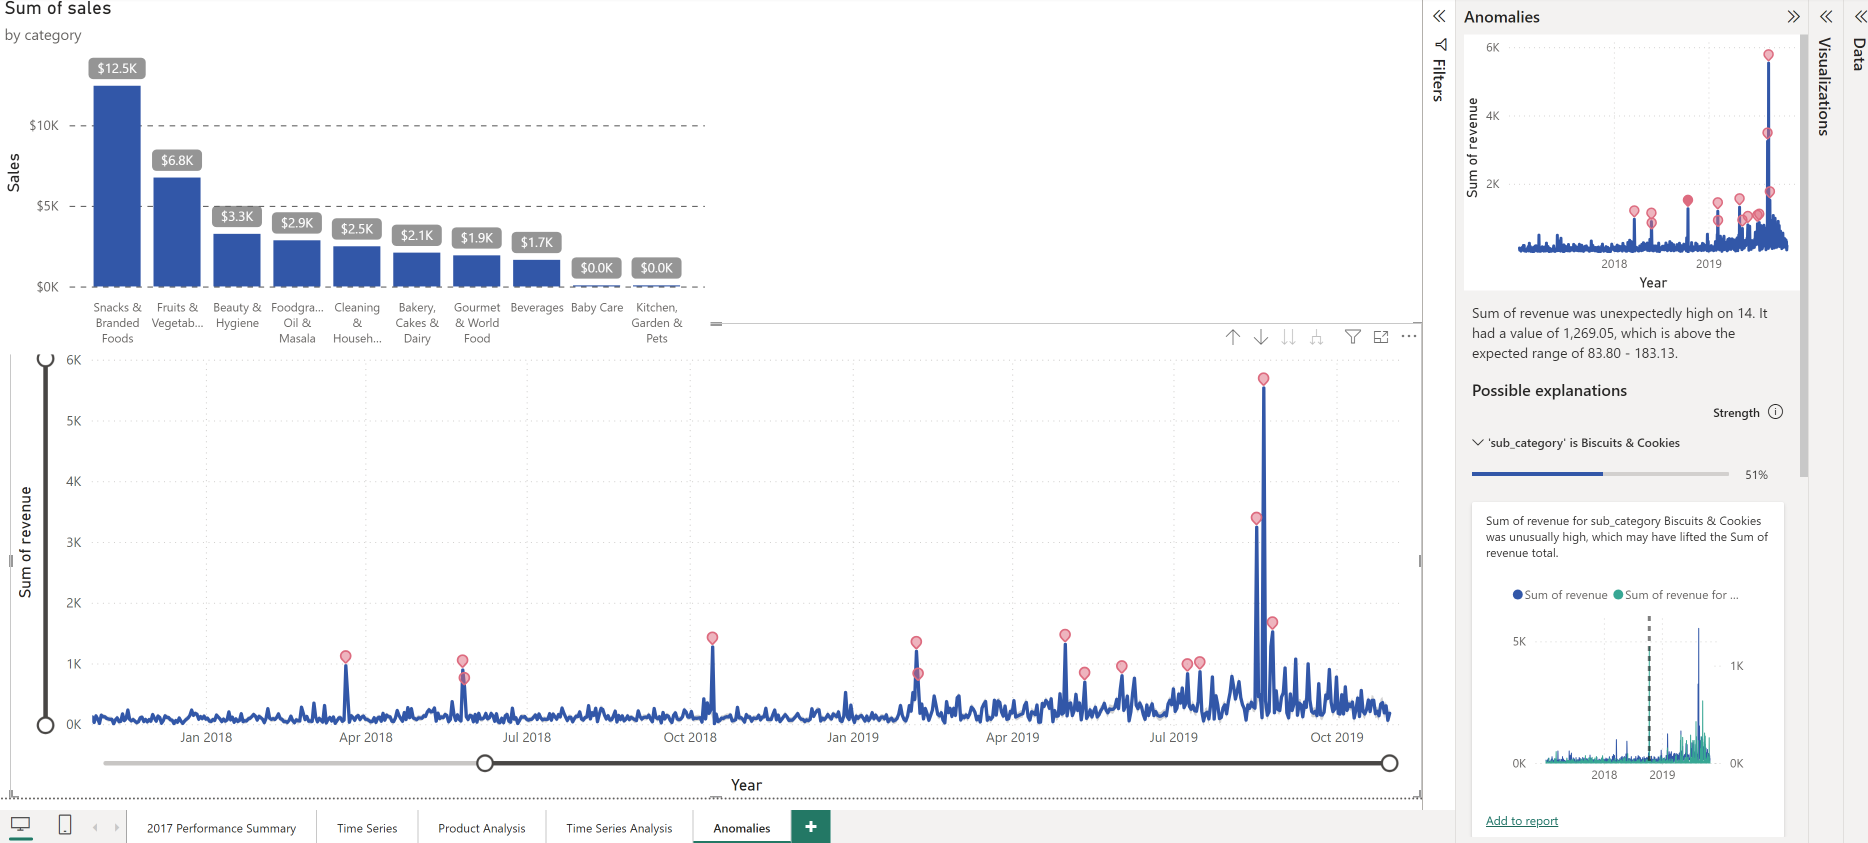 Sum of sales
by category
$12.5K
$6.8K
$3.3K
$2.9K
$2.5K
$2.1K
$1.9K
$1.7K
$0.0K
$0.0K
$10K
$5K
$0K
Sales
Snacks & Branded Foods
Fruits & Vegetab...
Beauty & Hygiene
Foodgra... Oil & Masala
Cleaning & Househ...
Bakery, Cakes & Dairy
Gourmet & World Food
Beverages
Baby Care
Kitchen, Garden & Pets
6K
5K
4K
3K
2K
1K
0K
Sum of revenue
Jan 2018
Apr 2018
Jul 2018
Oct 2018
Jan 2019
Apr 2019
Jul 2019
Oct 2019
Year
2017 Performance Summary
Time Series
Product Analysis
Time Series Analysis
Anomalies
+
Filters
Anomalies
6K
4K
2K
Sum of revenue
2018
2019
Year
Sum of revenue was unexpectedly high on 14. It
had a value of 1,269.05, which is above the
expected range of 83.80 - 183.13.
Possible explanations
Strength
'sub_category' is Biscuits & Cookies
51%
Sum of revenue for sub_category Biscuits & Cookies
was unusually high, which may have lifted the Sum of
revenue total.
Sum of revenue
Sum of revenue for ...
5K
0K
1K
0K
2018
2019
Add to report
Visualizations
Data